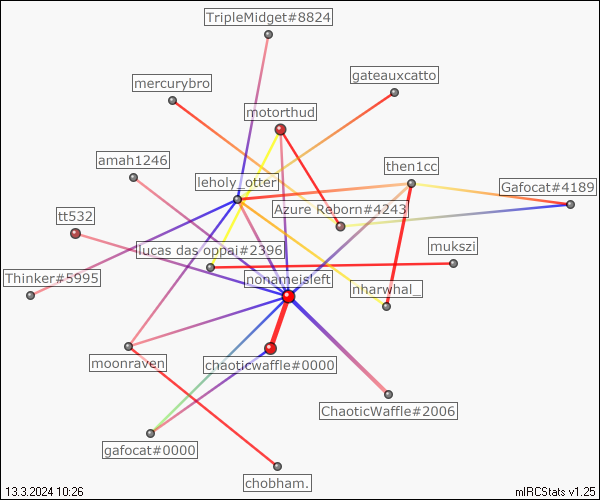 TripleMidget#8824
gateauxcatto
mercurybro
motorthud
amah1246
then1cc
leholy_otter
Gafocat#4189
Azure Reborn#4243
tt532
mukszi
lucas das oppai#2396
Thinker#5995
nonameisleft
nharwhal_
moonraven
chaoticwaffle#0000
ChaoticWaffle#2006
gafocat#0000
chobham.
13.3.2024 10:26
mIRCStats v1.25